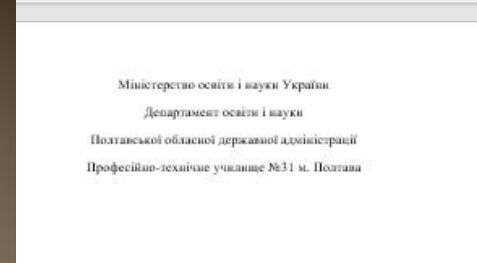 Міністерство освіти і науки України
Департамент освіти і науки
Полтавської обласної державної адміністрації
Професійно-технічне училище №31 м. Полтава